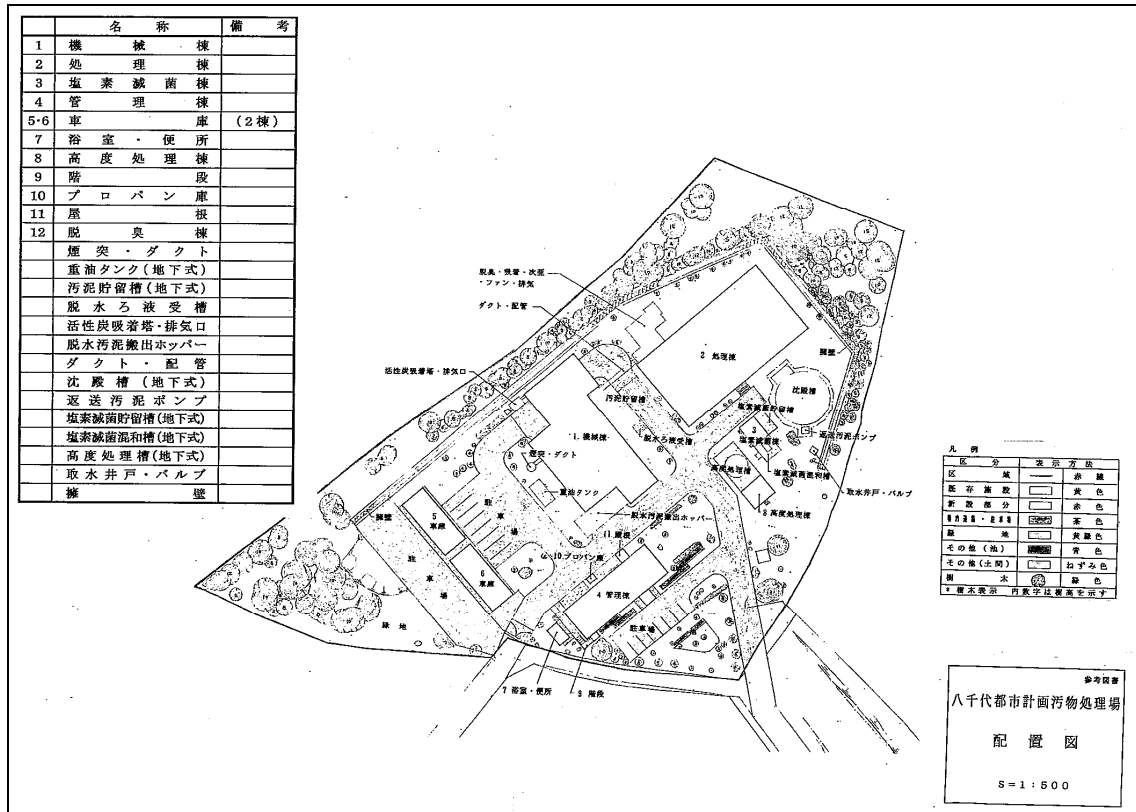 名称 備考
1 機械棟
2 処理棟
3 塩素滅菌棟
4 管理棟
5·6 車庫 (2棟)
7 浴室・便所
8 高度処理棟
9 階段
10 プロパン庫
11 屋根
12 脱臭棟
煙突・ダクト
重油タンク(地下式)
汚泥貯留槽(地下式)
脱水ろ液受槽
活性炭吸着塔・排気口
脱水汚泥搬出ホッパー
ダクト・配管
沈殿槽(地下式)
返送汚泥ポンプ
塩素滅菌貯留槽(地下式)
塩素滅菌混和槽(地下式)
高度処理槽(地下式)
取水井戸・バルブ
擁壁
脱臭・吸着・次亜
・ファン・排気
ダクト・配管
2 処理棟
擁壁
活性炭吸着塔・排気口
汚泥貯留槽
沈殿槽
塩素滅菌貯留槽
1.機械棟
脱水ろ液受槽
3
塩素滅菌棟
返送汚泥ポンプ
煙突・ダクト
高度処理槽
塩素滅菌混和槽
重油タンク
取水井戸・バルブ
擁壁
5
車庫
駐車場
脱水汚泥搬出ホッパー
8 高度処理棟
11.屋根
10.プロパン庫
駐車場
6
車庫
4 管理棟
緑地
駐車場
7 浴室・便所
9 階段
凡例
区分 表示方法
区域 赤線
既存施設 黄色
新設部分 赤色
茶色
緑地 黄緑色
その他(池) 青色
その他(土間) ねずみ色
樹木 緑色
* 樹木表示 内数字は樹高を示す
参考図書
八千代都市計画汚物処理場
配置図
S=1:500